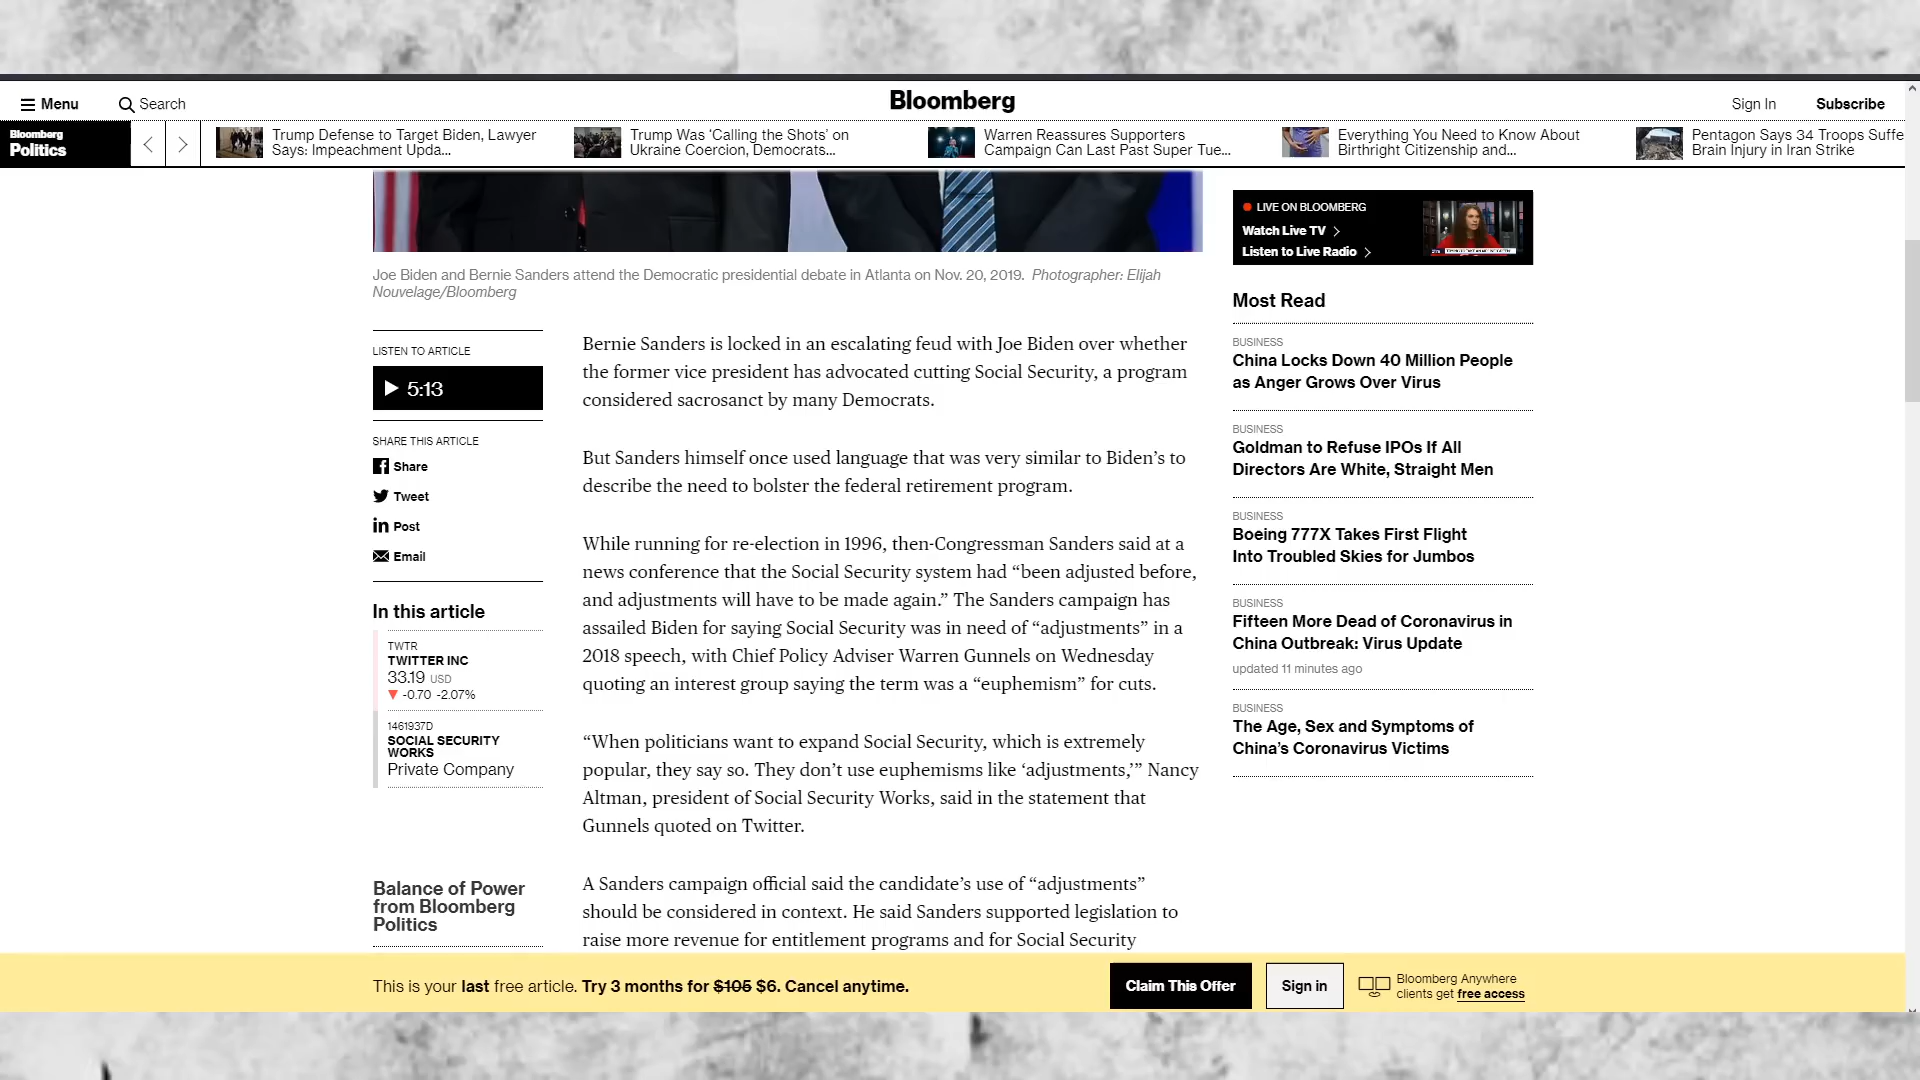 Menu
Search
Bloomberg
Sign In
Subscribe
Bloomberg
Politics
Trump Defense to Target Biden, Lawyer
Says: Impeachment Upda...
Trump Was ‘Calling the Shots’ on
Ukraine Coercion, Democrats...
Warren Reassures Supporters
Campaign Can Last Past Super Tue...
Everything You Need to Know About
Birthright Citizenship and...
Pentagon Says 34 Troops Suffe
Brain Injury in Iran Strike
Joe Biden and Bernie Sanders attend the Democratic presidential debate in Atlanta on Nov. 20, 2019. Photographer: Elijah
Nouvelage/Bloomberg
LISTEN TO ARTICLE
5:13
SHARE THIS ARTICLE
Share
Tweet
Post
Email
In this article
TWTR
TWITTER INC
33.19 USD
▼ -0.70 -2.07%
1461937D
SOCIAL SECURITY
WORKS
Private Company
Balance of Power
from Bloomberg
Politics
Bernie Sanders is locked in an escalating feud with Joe Biden over whether
the former vice president has advocated cutting Social Security, a program
considered sacrosanct by many Democrats.
But Sanders himself once used language that was very similar to Biden’s to
describe the need to bolster the federal retirement program.
While running for re-election in 1996, then-Congressman Sanders said at a
news conference that the Social Security system had “been adjusted before,
and adjustments will have to be made again.” The Sanders campaign has
assailed Biden for saying Social Security was in need of “adjustments” in a
2018 speech, with Chief Policy Adviser Warren Gunnels on Wednesday
quoting an interest group saying the term was a “euphemism” for cuts.
“When politicians want to expand Social Security, which is extremely
popular, they say so. They don’t use euphemisms like ‘adjustments,’” Nancy
Altman, president of Social Security Works, said in the statement that
Gunnels quoted on Twitter.
A Sanders campaign official said the candidate’s use of “adjustments”
should be considered in context. He said Sanders supported legislation to
raise more revenue for entitlement programs and for Social Security
LIVE ON BLOOMBERG
Watch Live TV
Listen to Live Radio
Most Read
BUSINESS
China Locks Down 40 Million People
as Anger Grows Over Virus
BUSINESS
Goldman to Refuse IPOs If All
Directors Are White, Straight Men
BUSINESS
Boeing 777X Takes First Flight
Into Troubled Skies for Jumbos
BUSINESS
Fifteen More Dead of Coronavirus in
China Outbreak: Virus Update
updated 11 minutes ago
BUSINESS
The Age, Sex and Symptoms of
China’s Coronavirus Victims
This is your last free article. Try 3 months for $105 $6. Cancel anytime.
Claim This Offer
Sign in
Bloomberg Anywhere
clients get free access